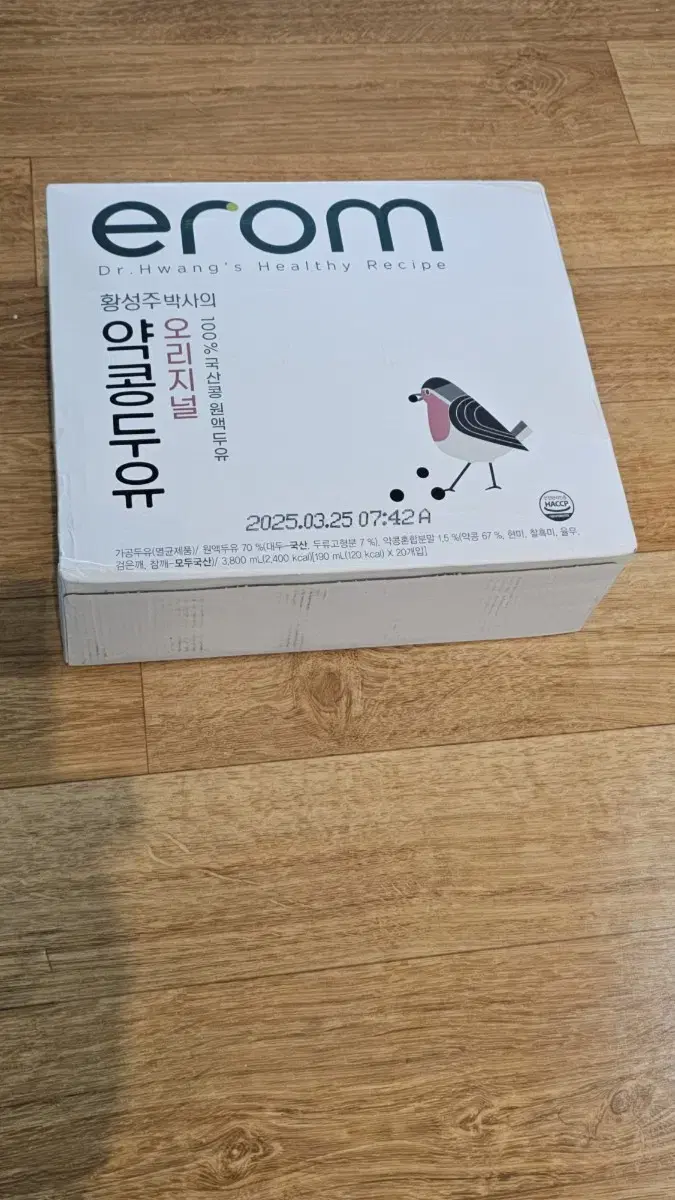 erom
Dr.Hwang's Healthy Recipe
황성주 박사의
약콩두유
오리지널
100% 국산콩 원액두유
HACCP
2025.03.25 07:42 A
가공두유(멸균제품)/ 원액두유 70 %(대두-국산, 두류고형분 7 %), 약콩혼합분말 1.5 %(약콩 67 %, 현미, 찰흑미, 율무,
검은깨, 참깨-모두국산)/ 3,800 mL(2,400 kcal)[190 mL(120 kcal) X 20개입]